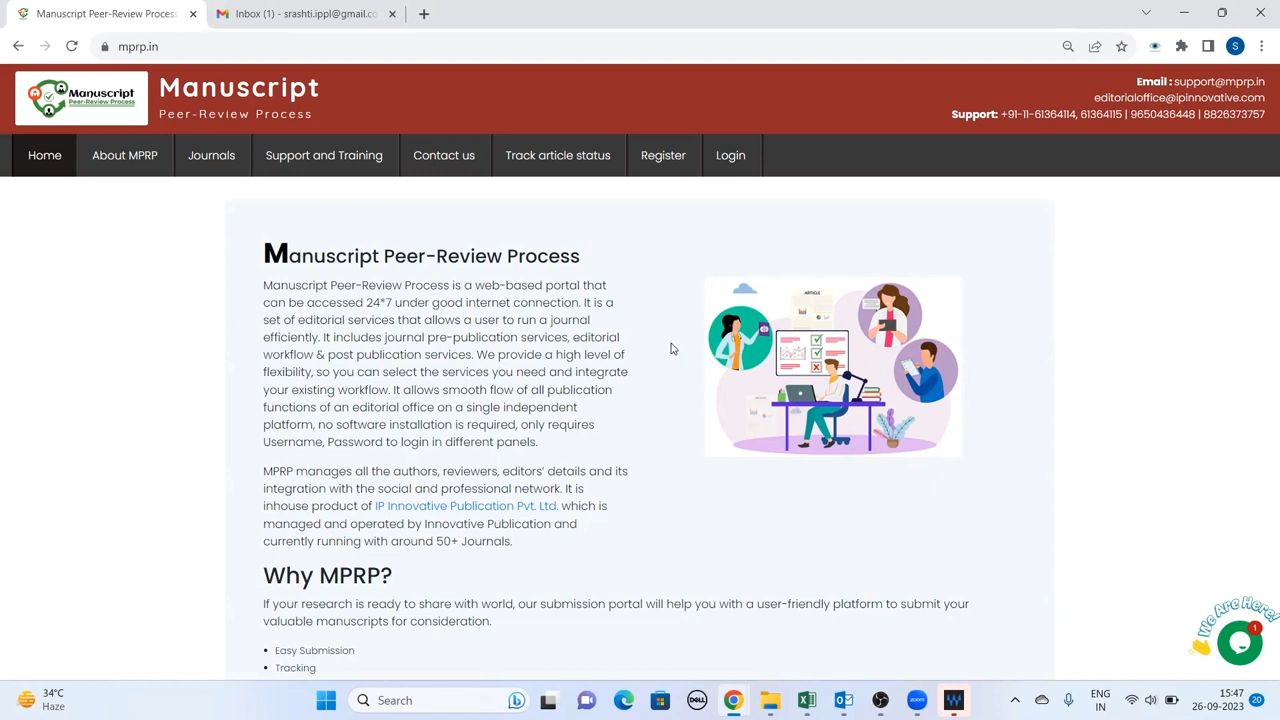 Manuscript Peer-Review Process
Inbox (1) - srashti.ippl@gmail.co
mprp.in
S
Manuscript
Peer-Review Process
Manuscript
Peer-Review Process
Email : support@mprp.in
editorialoffice@ipinnovative.com
Support: +91-11-61364114, 61364115 | 9650436448 | 8826373757
Home
About MPRP
Journals
Support and Training
Contact us
Track article status
Register
Login
Manuscript Peer-Review Process
Manuscript Peer-Review Process is a web-based portal that
can be accessed 24*7 under good internet connection. It is a
set of editorial services that allows a user to run a journal
efficiently. It includes journal pre-publication services, editorial
workflow & post publication services. We provide a high level of
flexibility, so you can select the services you need and integrate
your existing workflow. It allows smooth flow of all publication
functions of an editorial office on a single independent
platform, no software installation is required, only requires
Username, Password to login in different panels.
ARTICLE
MPRP manages all the authors, reviewers, editors' details and its
integration with the social and professional network. It is
inhouse product of IP Innovative Publication Pvt. Ltd. which is
managed and operated by Innovative Publication and
currently running with around 50+ Journals.
Why MPRP?
If your research is ready to share with world, our submission portal will help you with a user-friendly platform to submit your
valuable manuscripts for consideration.
• Easy Submission
• Tracking
We Are Here!
1
34°C
Haze
Search
DELL
zoom
ENG
IN
15:47
26-09-2023
20